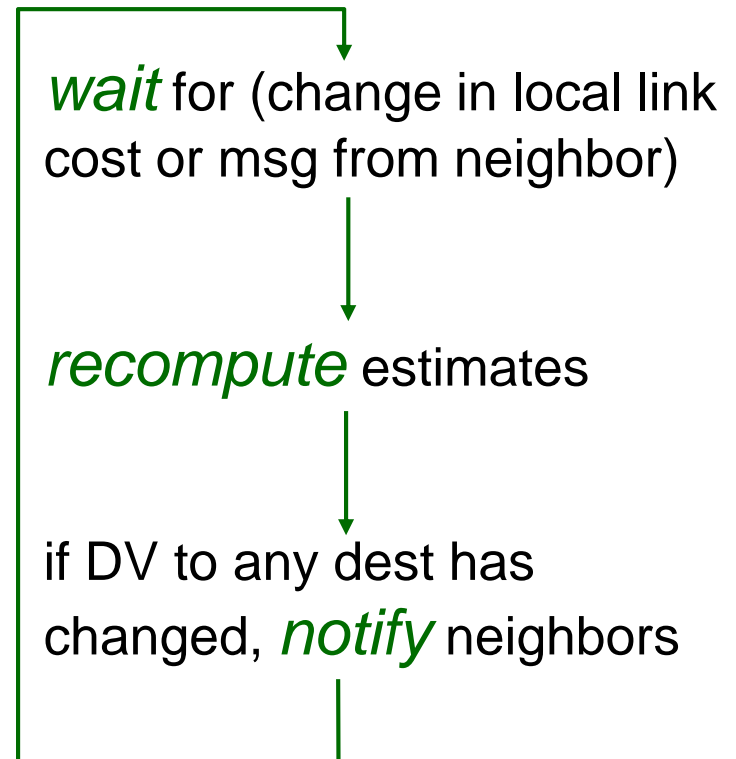 wait for (change in local link
cost or msg from neighbor)
recompute estimates
if DV to any dest has
changed, notify neighbors